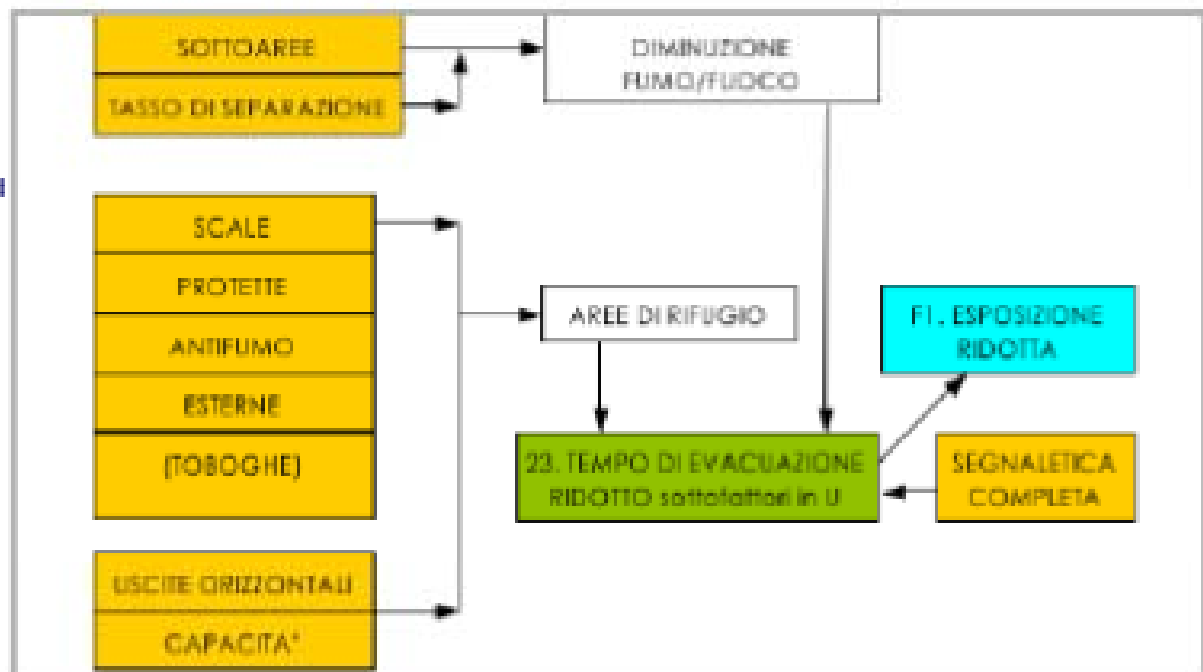 SOTTOAREE
TASSO DI SEPARAZIONE
DIMINUZIONE
FUMO/FUOCO
SCALE
PROTETTE
ANTIFUMO
ESTERNE
(TOBOGHE)
AREE DI RIFUGIO
F1. ESPOSIZIONE
RIDOTTA
23. TEMPO DI EVACUAZIONE
RIDOTTO sottofattori in U
SEGNALETICA
COMPLETA
USCITE ORIZZONTALI
CAPACITA'